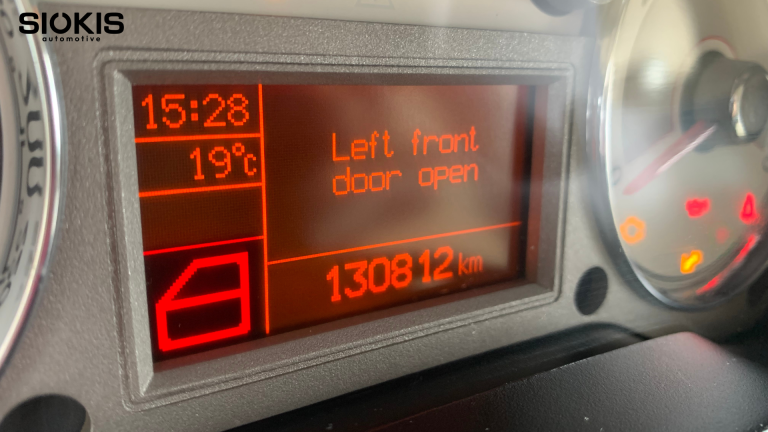 SIOKIS
automotive
15:28
19°c
Left front
door open
130812 km